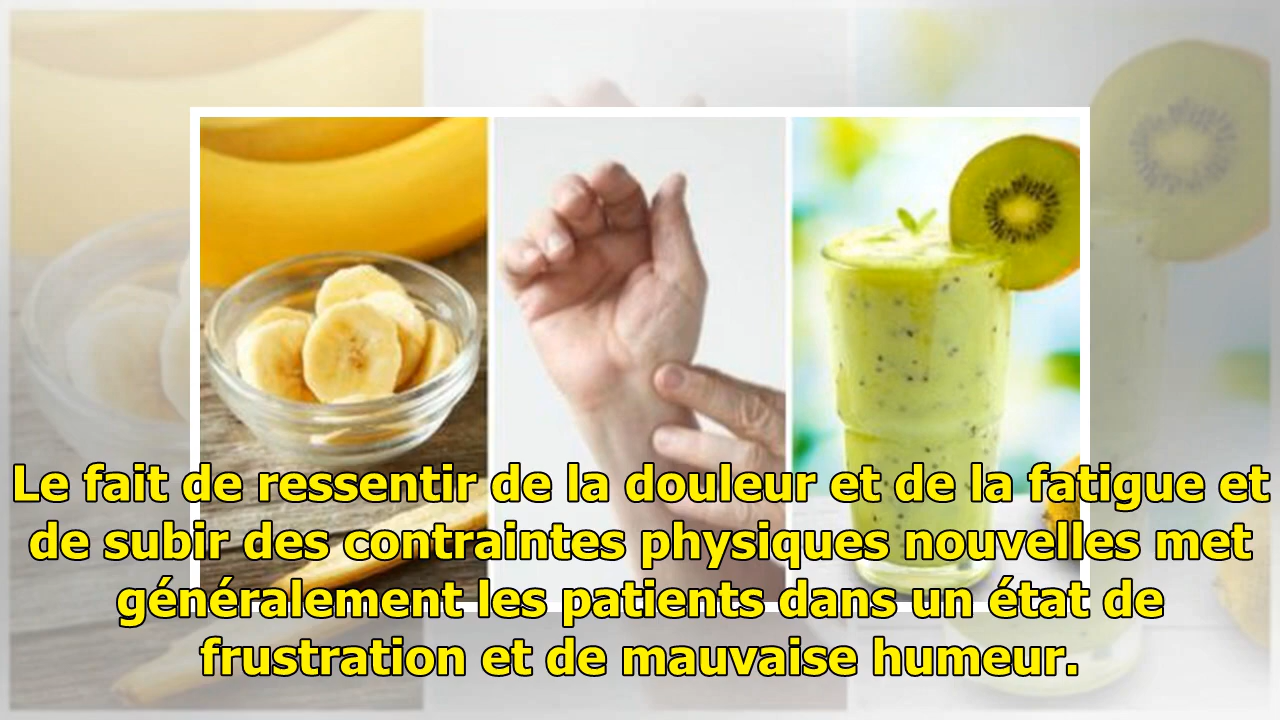 Le fait de ressentir de la douleur et de la fatigue et
de subir des contraintes physiques nouvelles met
généralement les patients dans un état de
frustration et de mauvaise humeur.